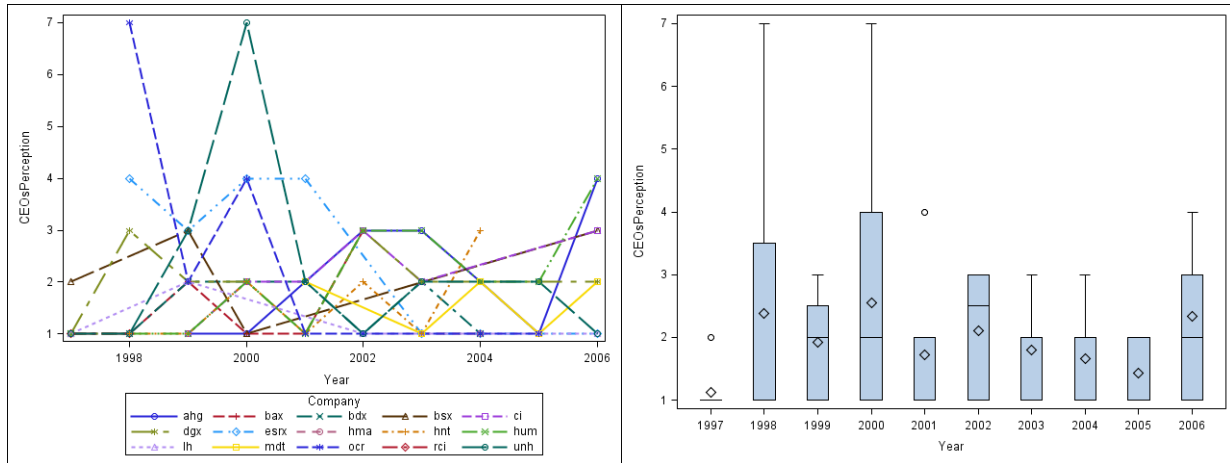 7
6
5
4
3
2
1
CEOsPerception
1998 2000 2002 2004 2006
Year
Company
ahg bax bdx bsx ci
dgx esrx hma hnt hum
lh mdt ocr rci unh
7
6
5
4
3
2
1
CEOsPerception
1997 1998 1999 2000 2001 2002 2003 2004 2005 2006
Year